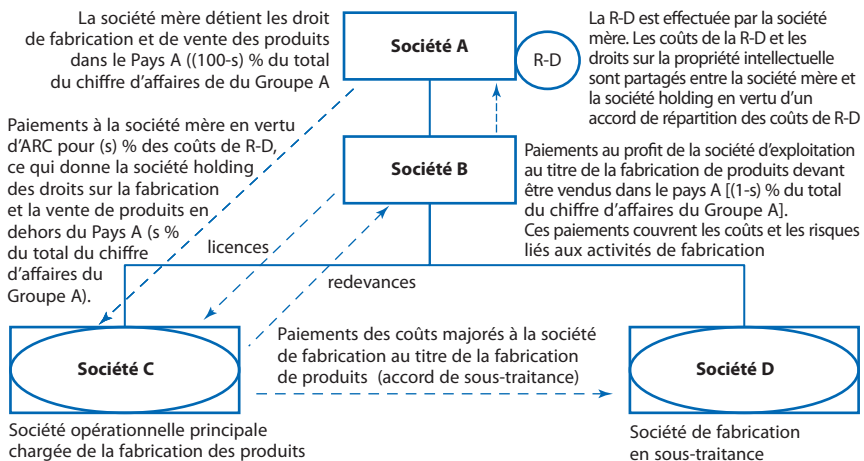 La société mère détient les droit
de fabrication et de vente des produits
dans le Pays A ((100-s) % du total
du chiffre d'affaires de du Groupe A
Société A
R-D
La R-D est effectuée par la société
mère. Les coûts de la R-D et les
droits sur la propriété intellectuelle
sont partagés entre la société mère et
la société holding en vertu d'un
accord de répartition des coûts de R-D
Paiements à la société mère en vertu
d'ARC pour (s) % des coûts de R-D,
ce qui donne la société holding
des droits sur la fabrication
et la vente de produits en
dehors du Pays A (s %
du total du chiffre
d'affaires du
Groupe A).
Société B
Paiements au profit de la société d'exploitation
au titre de la fabrication de produits devant
être vendus dans le pays A [(1-s) % du total
du chiffre d'affaires du Groupe A].
Ces paiements couvrent les coûts et les risques
liés aux activités de fabrication
licences
redevances
Société C
Paiements des coûts majorés à la société
de fabrication au titre de la fabrication
de produits (accord de sous-traitance)
Société D
Société opérationnelle principale
chargée de la fabrication des produits
Société de fabrication
en sous-traitance